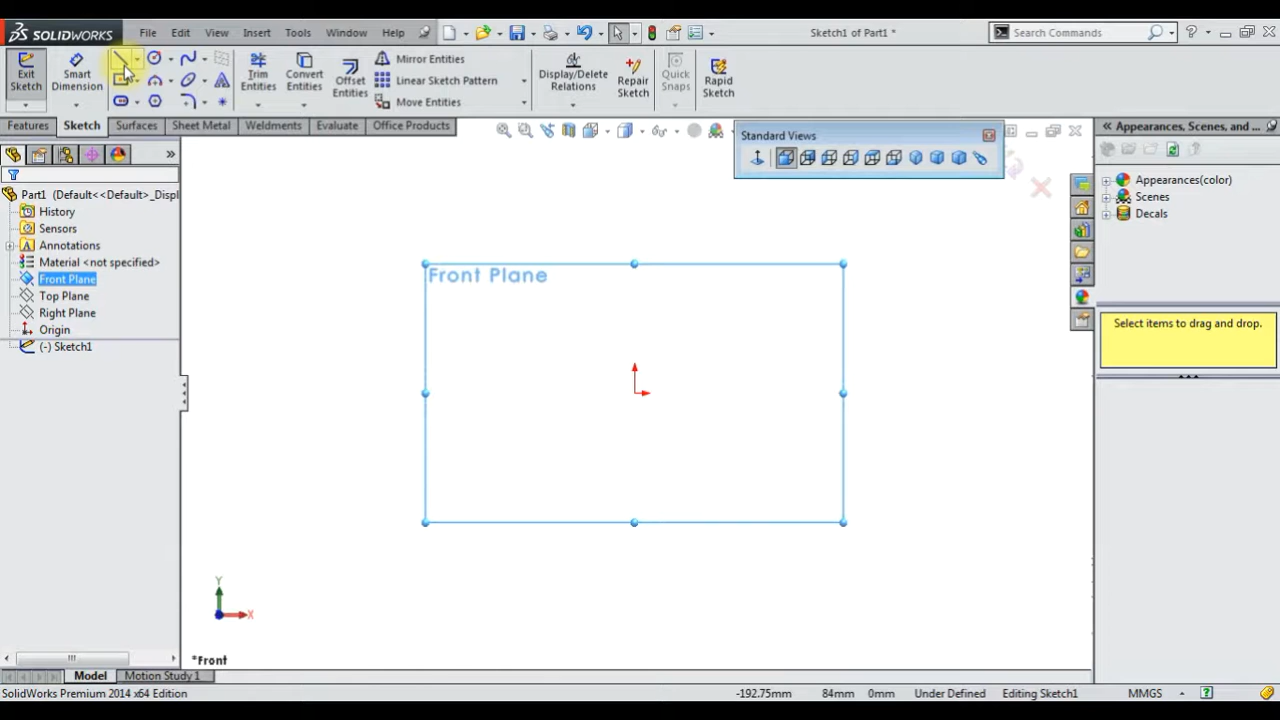 SOLIDWORKS File Edit View Insert Tools Window Help Sketch1 of Part1 * Search Commands
Exit Sketch Smart Dimension Trim Entities Convert Entities Offset Entities Mirror Entities Linear Sketch Pattern Move Entities Display/Delete Relations Repair Sketch Quick Snaps Rapid Sketch
Features Sketch Surfaces Sheet Metal Weldments Evaluate Office Products
Standard Views
Appearances, Scenes, and ...
Part1 (Default<<Default>_Displ
History
Sensors
Annotations
Material <not specified>
Front Plane
Top Plane
Right Plane
Origin
(-) Sketch1
Front Plane
Appearances(color)
Scenes
Decals
Select items to drag and drop.
Y
X
*Front
Model Motion Study 1
SolidWorks Premium 2014 x64 Edition -192.75mm 84mm 0mm Under Defined Editing Sketch1 MMGS